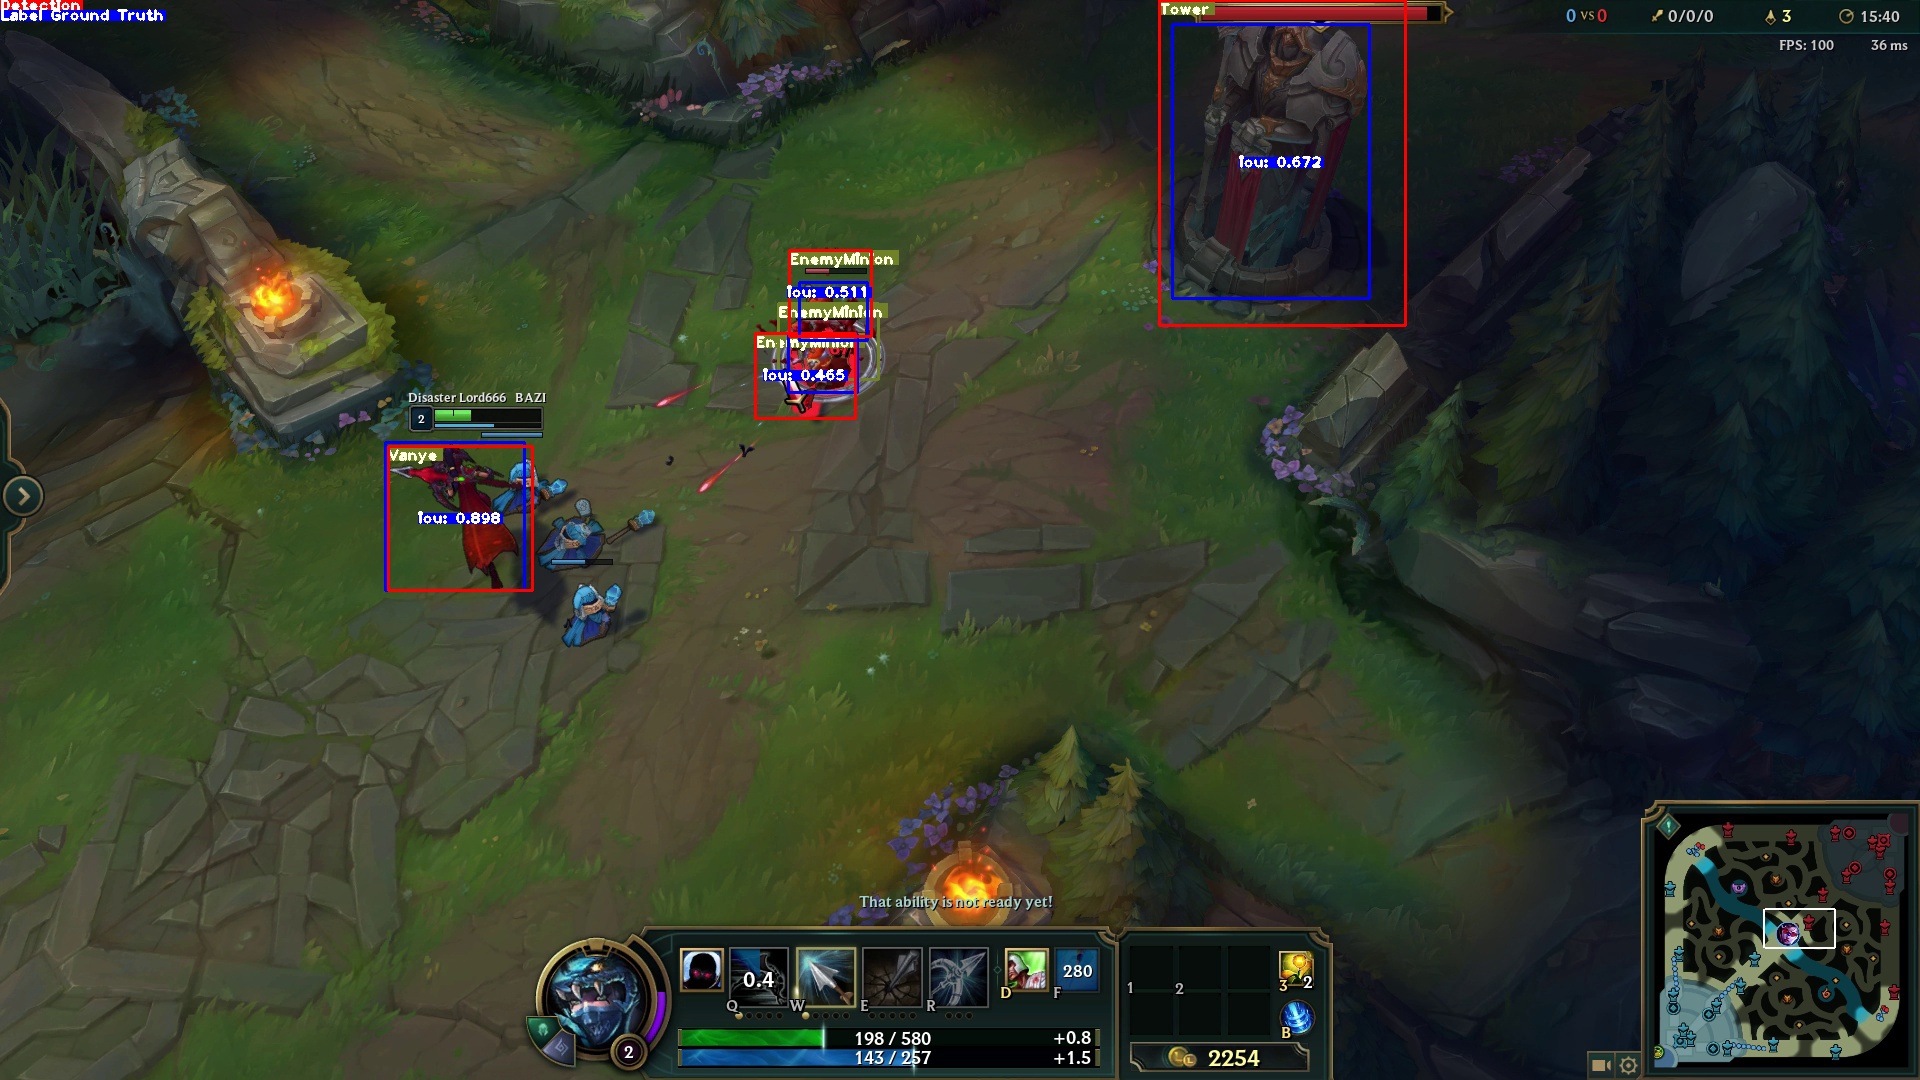 Detection
Label Ground Truth
Tower
0 vs 0
0/0/0
3
15:40
FPS: 100
36 ms
Iou: 0.672
EnemyMinion
Iou: 0.511
EnemyMinion
EnemyMinion
Iou: 0.465
Disaster Lord666 BAZI
2
Vanye
Iou: 0.898
That ability is not ready yet!
0.4
280
Q
W
E
R
D
F
1
2
3
2
B
2
198 / 580
+0.8
143 / 257
+1.5
2254